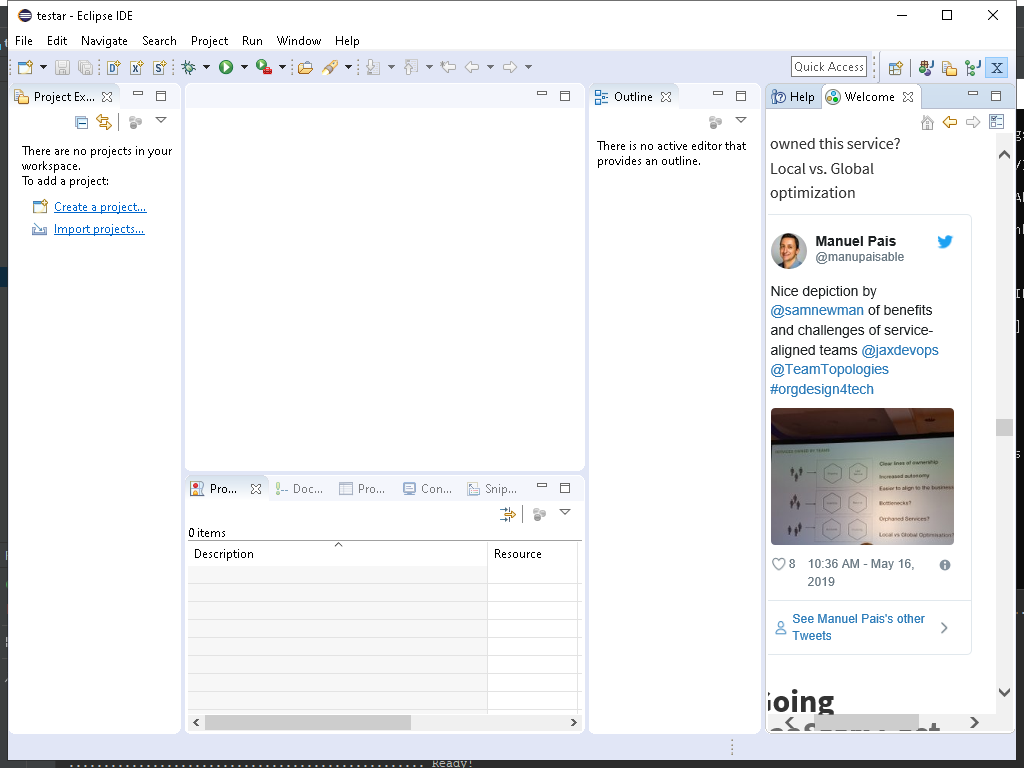 testar - Eclipse IDE
File Edit Navigate Search Project Run Window Help
Quick Access
Project Ex...
There are no projects in your
workspace.
To add a project:
Create a project...
Import projects...
Outline
There is no active editor that
provides an outline.
Help
Welcome
owned this service?
Local vs. Global
optimization
Manuel Pais
@manupaisable
Nice depiction by
@samnewman of benefits
and challenges of service-
aligned teams @jaxdevops
@TeamTopologies
#orgdesign4tech
Clear lines of ownership
Increased autonomy
Easier to align to the business
Bottlenecks?
Orphaned Services?
Local vs Global Optimisation?
8 10:36 AM - May 16,
2019
See Manuel Pais's other
Tweets
Going
Pro... Doc... Pro... Con... Snip...
0 items
Description Resource
Ready!